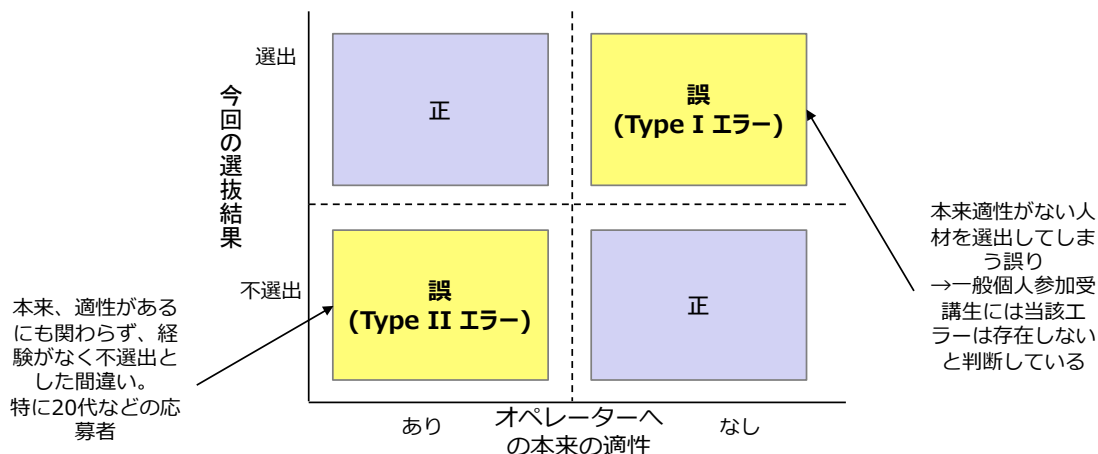 選出
今回の選抜結果
正
誤
(Type I エラー)
本来適性がない人
材を選出してしま
う誤り
→一般個人参加受
講生には当該エ
ラーは存在しない
と判断している
不選出
誤
(Type II エラー)
正
本来、適性がある
にも関わらず、経
験がなく不選出と
した間違い。
特に20代などの応
募者
あり
オペレーターへ
の本来の適性
なし